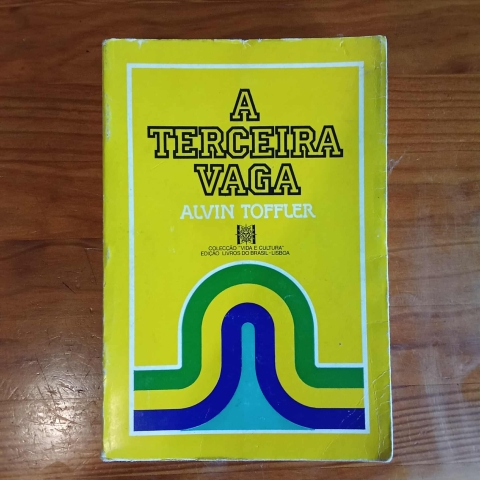 A
TERCEIRA
VAGA
ALVIN TOFFLER
COLECÇÃO "VIDA E CULTURA"
EDIÇÃO LIVROS DO BRASIL-LISBOA